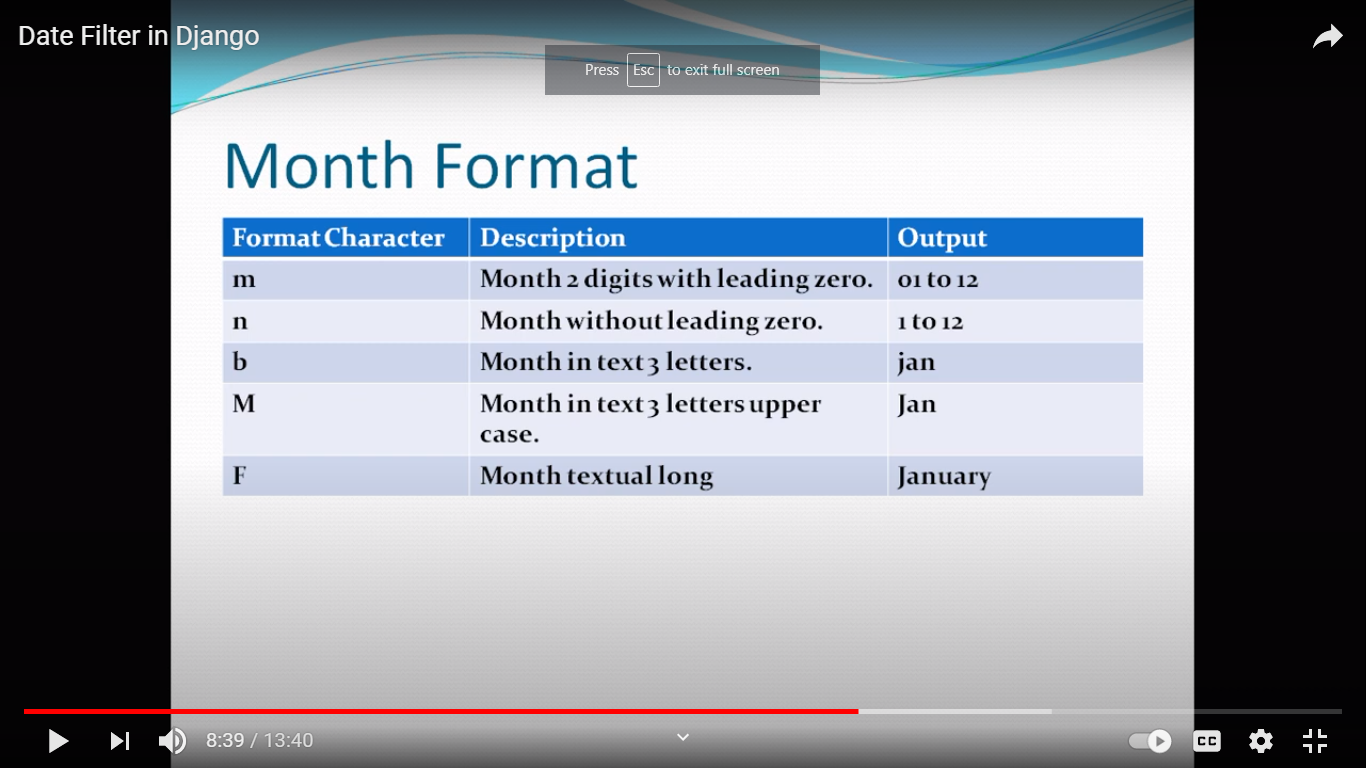 Date Filter in Django
Press Esc to exit full screen
Month Format
Format Character Description Output
m Month 2 digits with leading zero. 01 to 12
n Month without leading zero. 1 to 12
b Month in text 3 letters. jan
M Month in text 3 letters upper case. Jan
F Month textual long January
8:39 / 13:40
CC